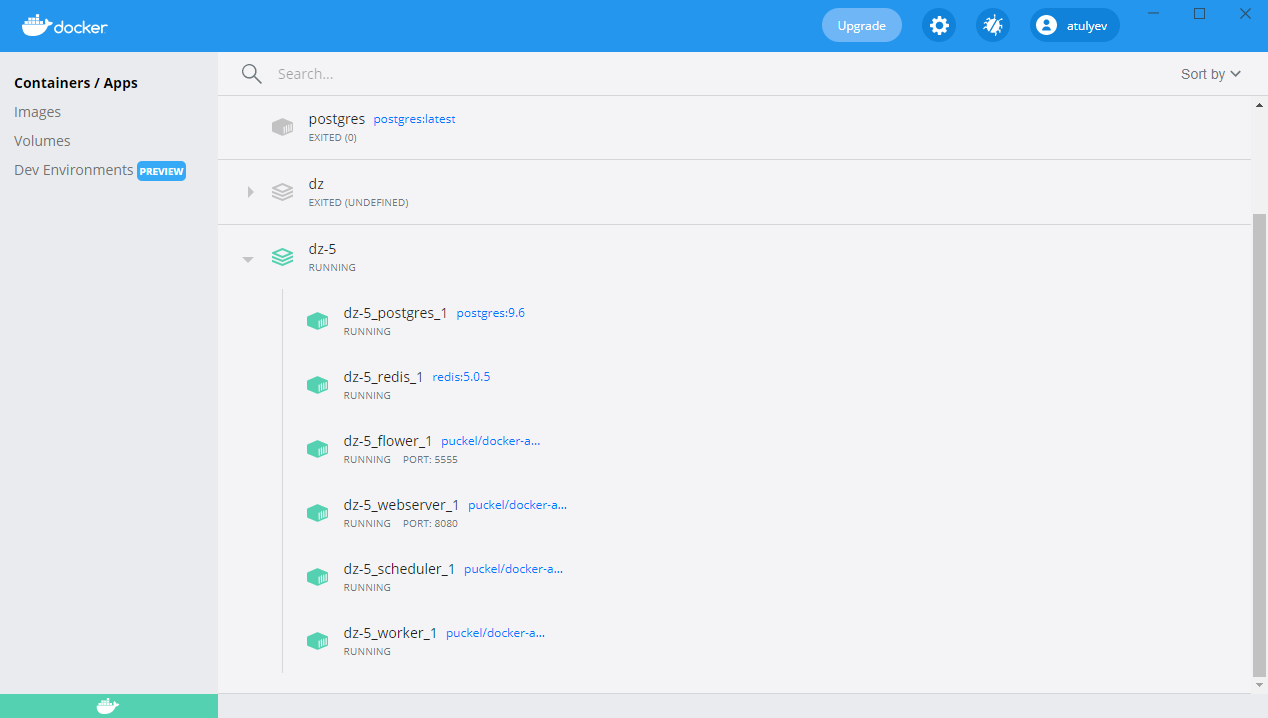 docker
Upgrade
atulyev
Containers / Apps
Images
Volumes
Dev Environments PREVIEW
Search...
Sort by
postgres postgres:latest
EXITED (0)
dz
EXITED (UNDEFINED)
dz-5
RUNNING
dz-5_postgres_1 postgres:9.6
RUNNING
dz-5_redis_1 redis:5.0.5
RUNNING
dz-5_flower_1 puckel/docker-a...
RUNNING PORT: 5555
dz-5_webserver_1 puckel/docker-a...
RUNNING PORT: 8080
dz-5_scheduler_1 puckel/docker-a...
RUNNING
dz-5_worker_1 puckel/docker-a...
RUNNING